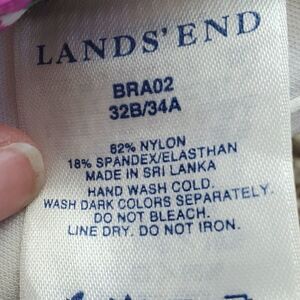 LANDS' END
BRA02
32B/34A
82% NYLON
18% SPANDEX/ELASTHAN
MADE IN SRI LANKA
HAND WASH COLD.
WASH DARK COLORS SEPARATELY.
DO NOT BLEACH.
LINE DRY. DO NOT IRON.